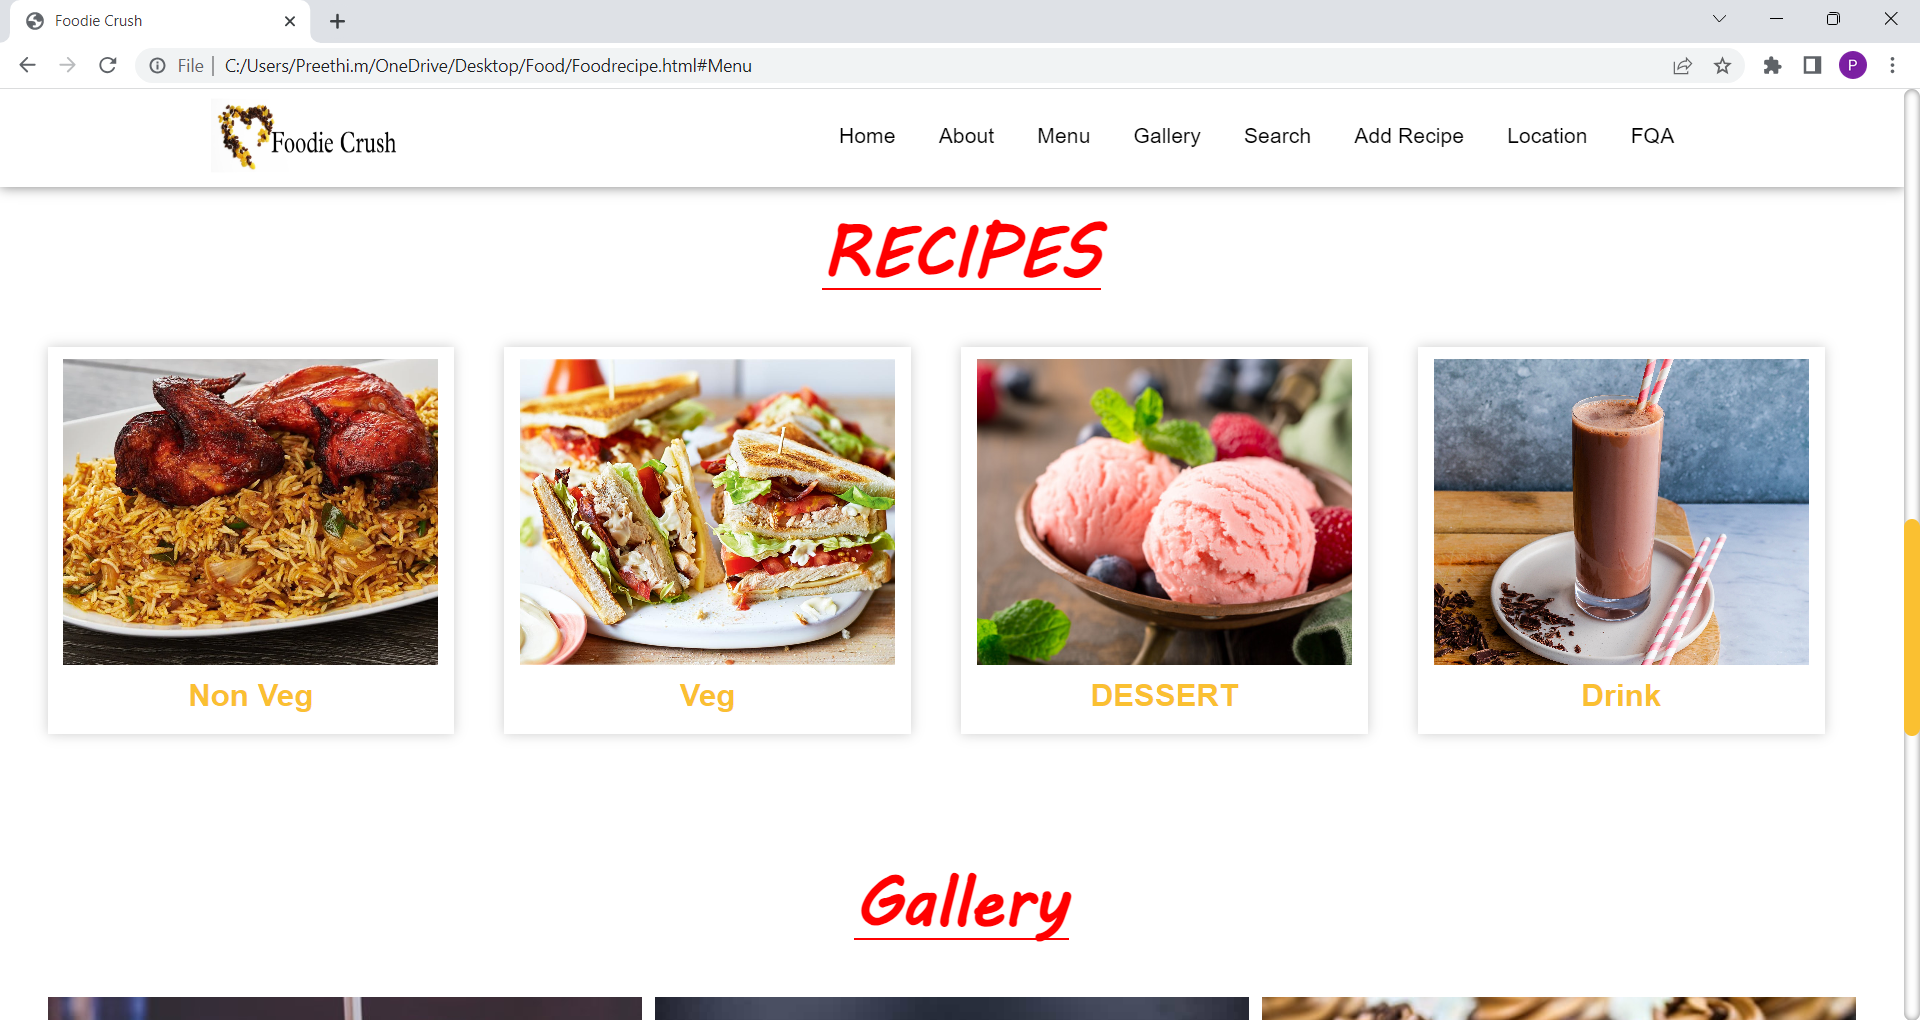 Foodie Crush
File | C:/Users/Preethi.m/OneDrive/Desktop/Food/Foodrecipe.html#Menu
P
Foodie Crush
Home About Menu Gallery Search Add Recipe Location FQA
RECIPES
Non Veg Veg DESSERT Drink
Gallery